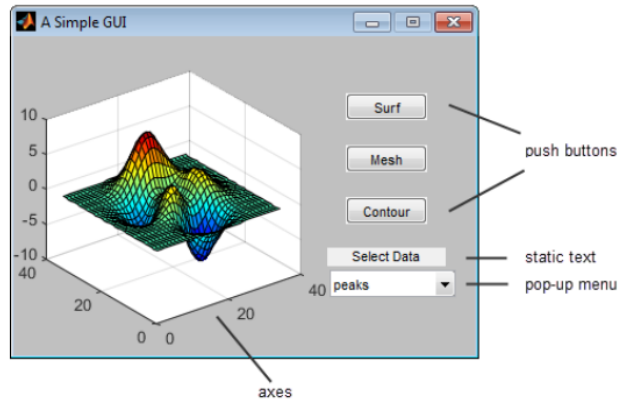 A Simple GUI
Surf
push buttons
Mesh
Contour
Select Data
static text
peaks
pop-up menu
10
5
0
-5
-10
40
20
0
0
20
40
axes